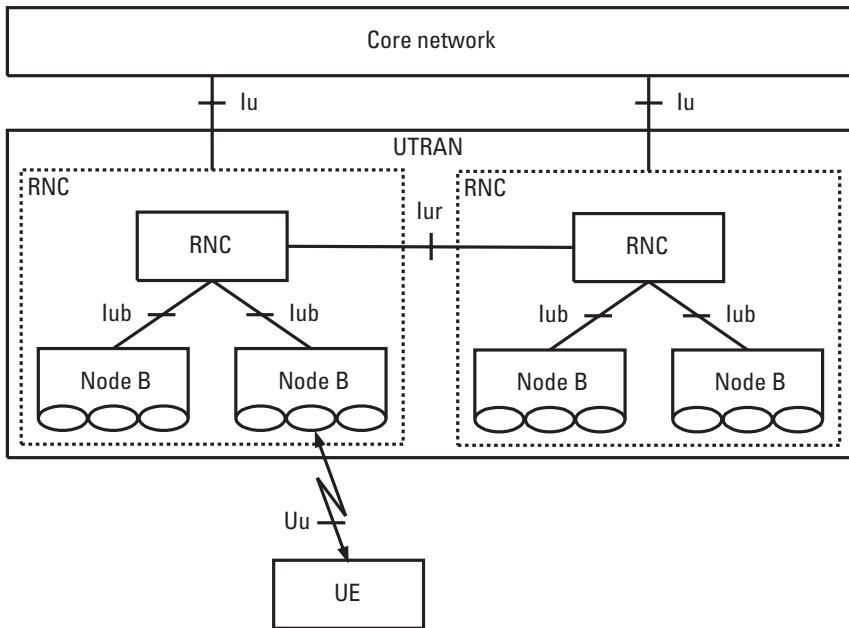 Core network
Iu
Iu
UTRAN
RNC
RNC
Iur
RNC
RNC
Iub
Iub
Iub
Iub
Node B
Node B
Node B
Node B
Uu
UE